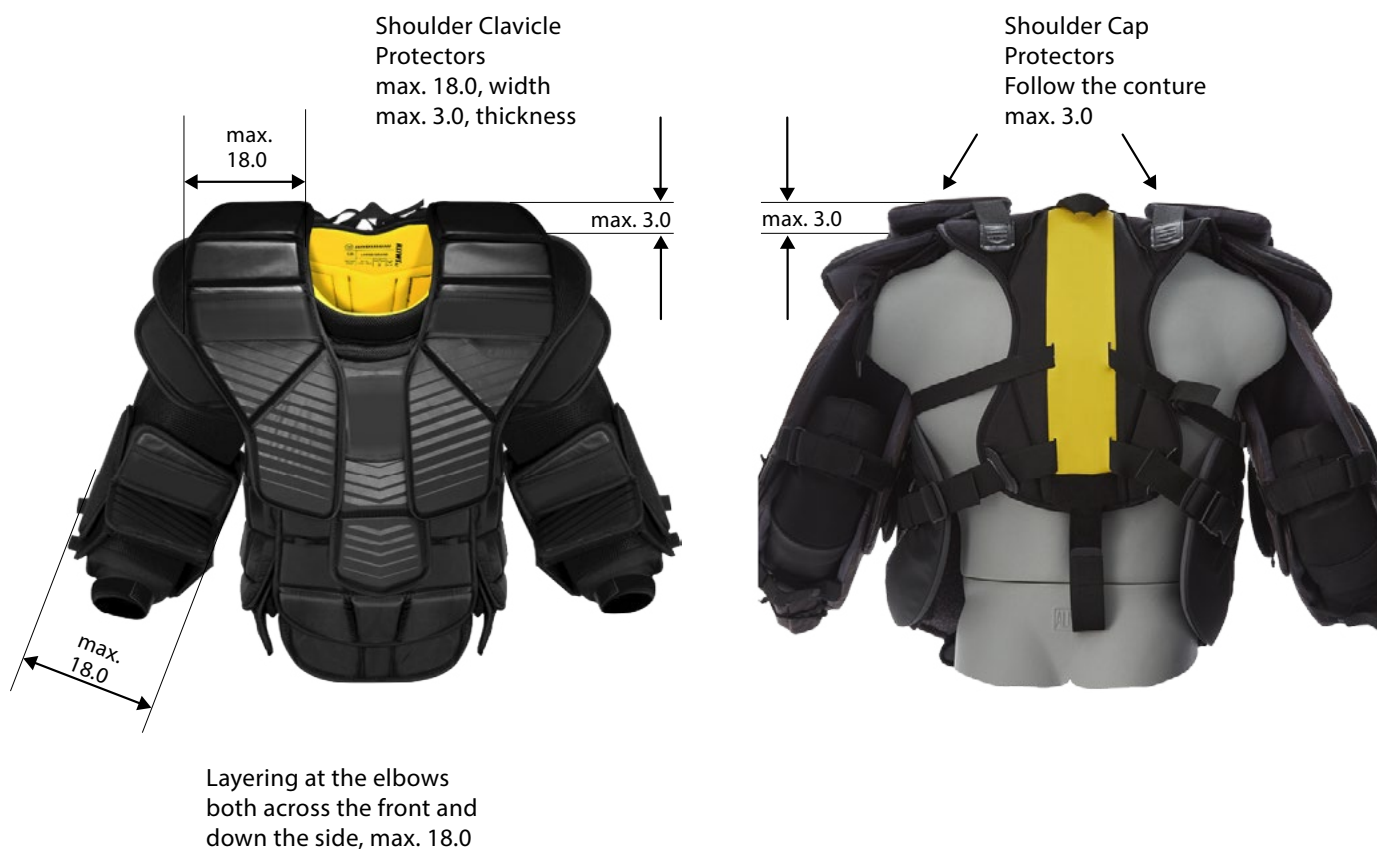 Shoulder Clavicle
Protectors
max. 18.0, width
max. 3.0, thickness
Shoulder Cap
Protectors
Follow the conture
max. 3.0
max.
18.0
max. 3.0
max. 3.0
max.
18.0
Layering at the elbows
both across the front and
down the side, max. 18.0